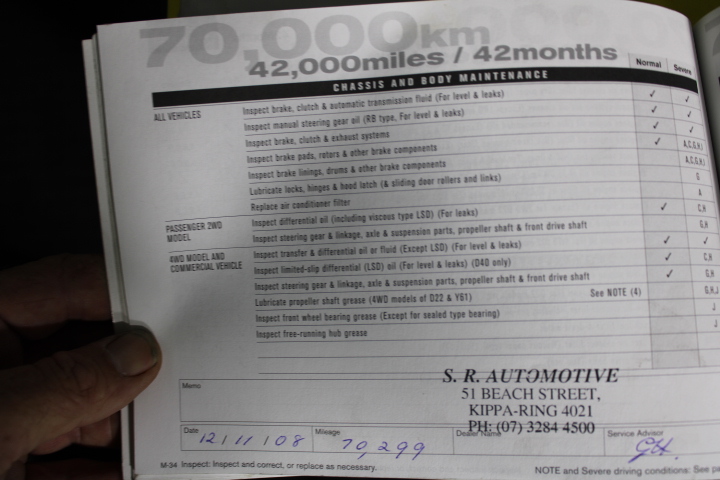 70,000km
42,000miles / 42months
CHASSIS AND BODY MAINTENANCE
Normal
ALL VEHICLES
Inspect brake, clutch & automatic transmission fluid (For level & leaks) ✓ ✓
Inspect manual steering gear oil (RB type, For level & leaks) ✓ ✓
Inspect brake, clutch & exhaust systems ✓ ✓
Inspect brake pads, rotors & other brake components ✓ A,C,G,H,I
Inspect brake linings, drums & other brake components A,C,G,H,I
Lubricate locks, hinges & hood latch (& sliding door rollers and links) G
Replace air conditioner filter A
PASSENGER 2WD MODEL
Inspect differential oil (including viscous type LSD) (For leaks) ✓ C,H
Inspect steering gear & linkage, axle & suspension parts, propeller shaft & front drive shaft G,H
4WD MODEL AND COMMERCIAL VEHICLE
Inspect transfer & differential oil or fluid (Except LSD) (For level & leaks) ✓ ✓
Inspect limited-slip differential (LSD) oil (For level & leaks) (D40 only) ✓ C,H
Inspect steering gear & linkage, axle & suspension parts, propeller shaft & front drive shaft ✓ G,H
Lubricate propeller shaft grease (4WD models of D22 & Y61) See NOTE (4) G,H,J
Inspect front wheel bearing grease (Except for sealed type bearing) J
Inspect free-running hub grease J
Memo
S. R. AUTOMOTIVE
51 BEACH STREET,
KIPPA-RING 4021
PH: (07) 3284 4500
Date 12/11/08
Mileage 70,299
Dealer Name
Service Advisor GH
M-34 Inspect: Inspect and correct, or replace as necessary.
NOTE and Severe driving conditions: See